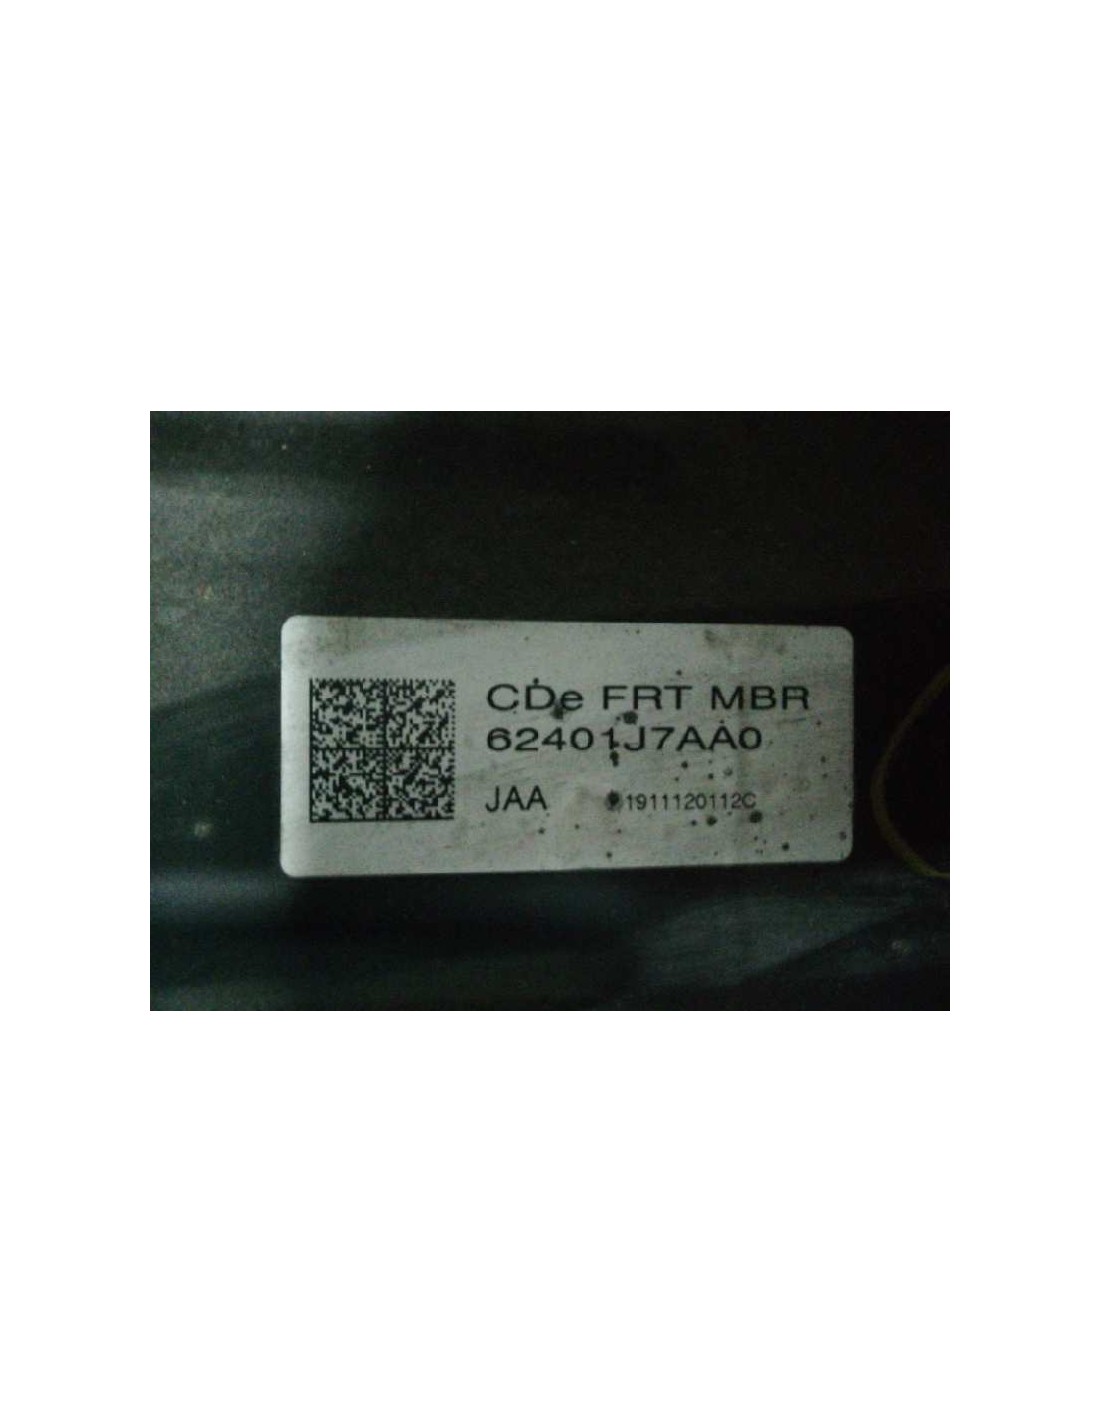 CDe FRT MBR
62401J7AA0
JAA
1911120112C